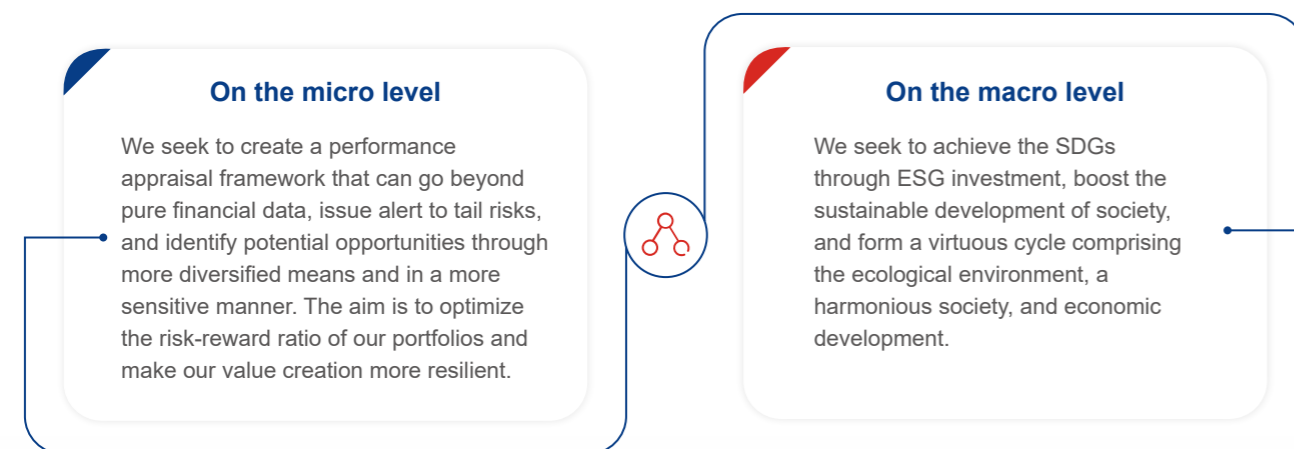 On the micro level
We seek to create a performance
appraisal framework that can go beyond
pure financial data, issue alert to tail risks,
and identify potential opportunities through
more diversified means and in a more
sensitive manner. The aim is to optimize
the risk-reward ratio of our portfolios and
make our value creation more resilient.
On the macro level
We seek to achieve the SDGs
through ESG investment, boost the
sustainable development of society,
and form a virtuous cycle comprising
the ecological environment, a
harmonious society, and economic
development.